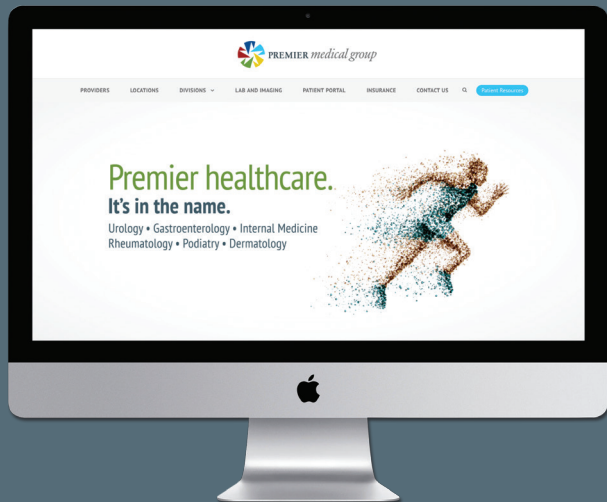 PREMIER medical group
PROVIDERS LOCATIONS DIVISIONS LAB AND IMAGING PATIENT PORTAL INSURANCE CONTACT US Patient Resources
Premier healthcare.
It's in the name.
Urology • Gastroenterology • Internal Medicine
Rheumatology • Podiatry • Dermatology